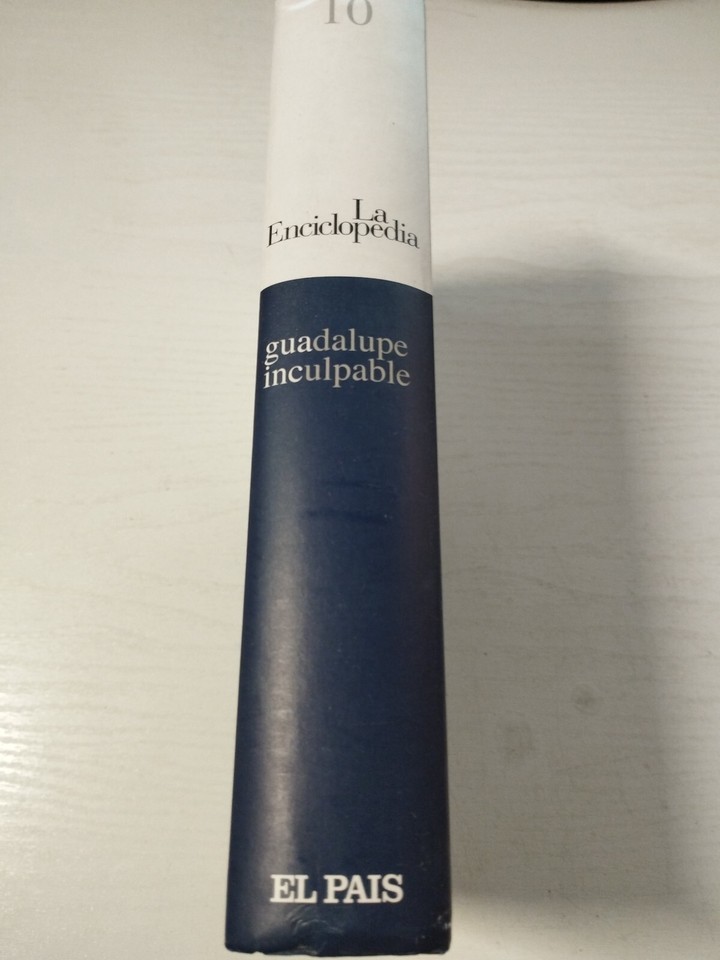 10
La
Enciclopedia
guadalupe
inculpable
EL PAIS